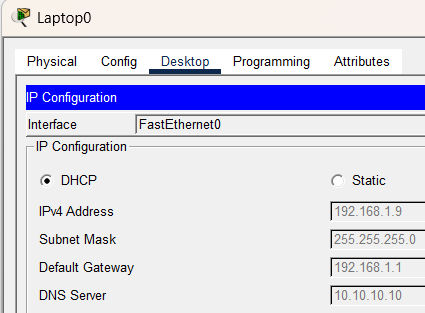 Laptop0
Physical Config Desktop Programming Attributes
IP Configuration
Interface FastEthernet0
IP Configuration
DHCP Static
IPv4 Address 192.168.1.9
Subnet Mask 255.255.255.0
Default Gateway 192.168.1.1
DNS Server 10.10.10.10